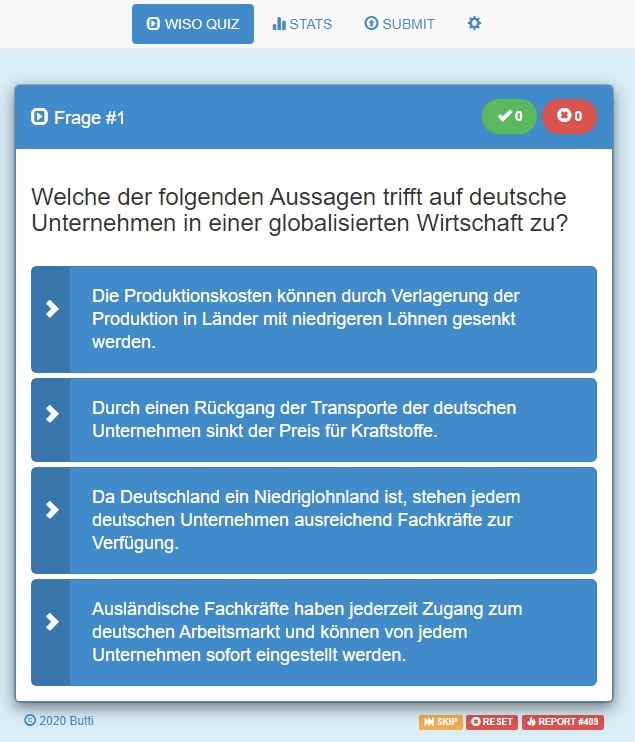 WISO QUIZ STATS SUBMIT
Frage #1 0 0
Welche der folgenden Aussagen trifft auf deutsche
Unternehmen in einer globalisierten Wirtschaft zu?
Die Produktionskosten können durch Verlagerung der
Produktion in Länder mit niedrigeren Löhnen gesenkt
werden.
Durch einen Rückgang der Transporte der deutschen
Unternehmen sinkt der Preis für Kraftstoffe.
Da Deutschland ein Niedriglohnland ist, stehen jedem
deutschen Unternehmen ausreichend Fachkräfte zur
Verfügung.
Ausländische Fachkräfte haben jederzeit Zugang zum
deutschen Arbeitsmarkt und können von jedem
Unternehmen sofort eingestellt werden.
© 2020 Butti SKIP RESET REPORT #409